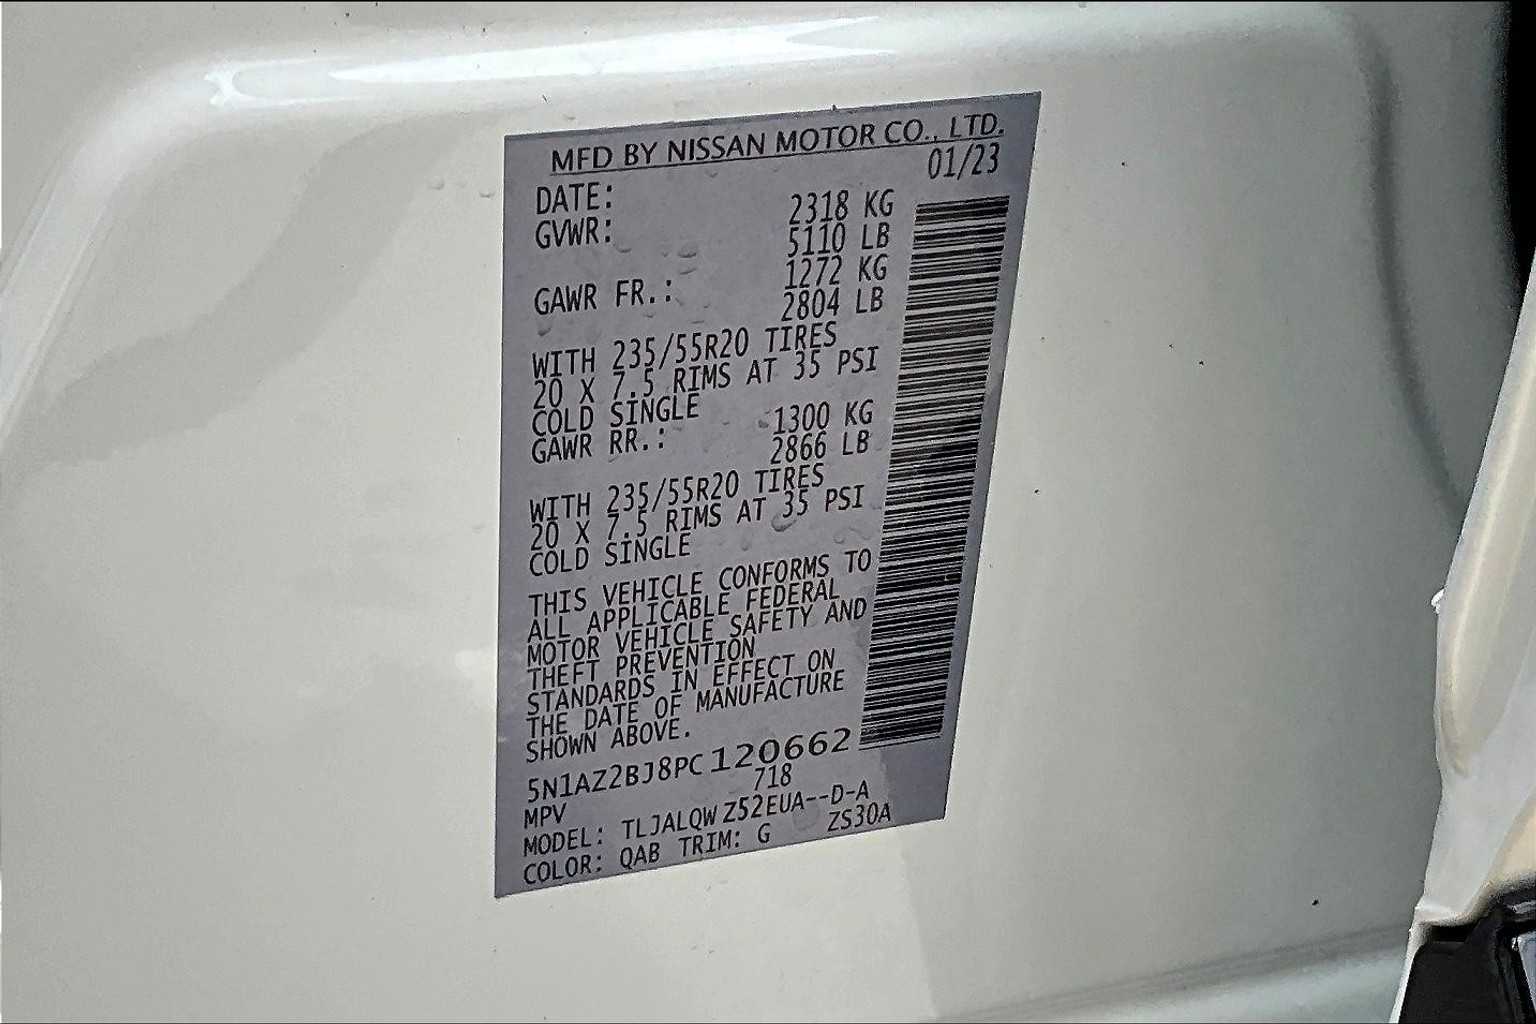 MFD BY NISSAN MOTOR CO., LTD.
DATE: 01/23
GVWR: 2318 KG
5110 LB
GAWR FR.: 1272 KG
2804 LB
WITH 235/55R20 TIRES
20 X 7.5 RIMS AT 35 PSI
COLD SINGLE
GAWR RR.: 1300 KG
2866 LB
WITH 235/55R20 TIRES
20 X 7.5 RIMS AT 35 PSI
COLD SINGLE
THIS VEHICLE CONFORMS TO
ALL APPLICABLE FEDERAL
MOTOR VEHICLE SAFETY AND
THEFT PREVENTION
STANDARDS IN EFFECT ON
THE DATE OF MANUFACTURE
SHOWN ABOVE.
5N1AZ2BJ8PC120662
MPV 718
MODEL: TLJALQW Z52EUA--D-A
COLOR: QAB TRIM: G ZS30A